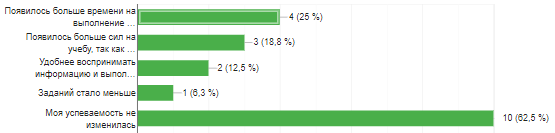 Появилось больше времени на
выполнение ...
4 (25 %)
Появилось больше сил на
учебу, так как ...
3 (18,8 %)
Удобнее воспринимать
информацию и выпол...
2 (12,5 %)
Заданий стало меньше
1 (6,3 %)
Моя успеваемость не
изменилась
10 (62,5 %)